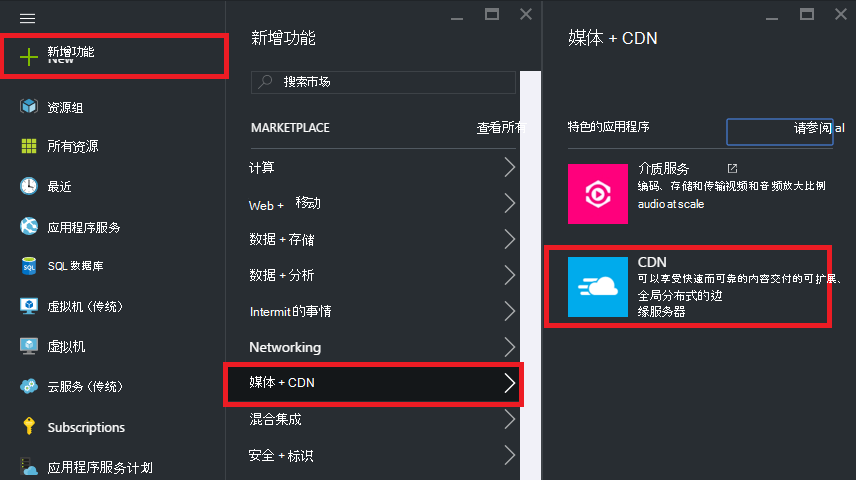 新增功能
New
资源组
所有资源
最近
应用程序服务
SQL 数据库
虚拟机 (传统)
虚拟机
云服务 (传统)
Subscriptions
应用程序服务计划
新增功能
搜索市场
MARKETPLACE
查看所有
计算
Web + 移动
数据 + 存储
数据 + 分析
Intermit 的事情
Networking
媒体 + CDN
混合集成
安全 + 标识
媒体 + CDN
特色的应用程序
请参阅 al
介质服务
编码、存储和传输视频和音频放大比例
audio at scale
CDN
可以享受快速而可靠的内容交付的可扩展、
全局分布式的边
缘服务器
SQL